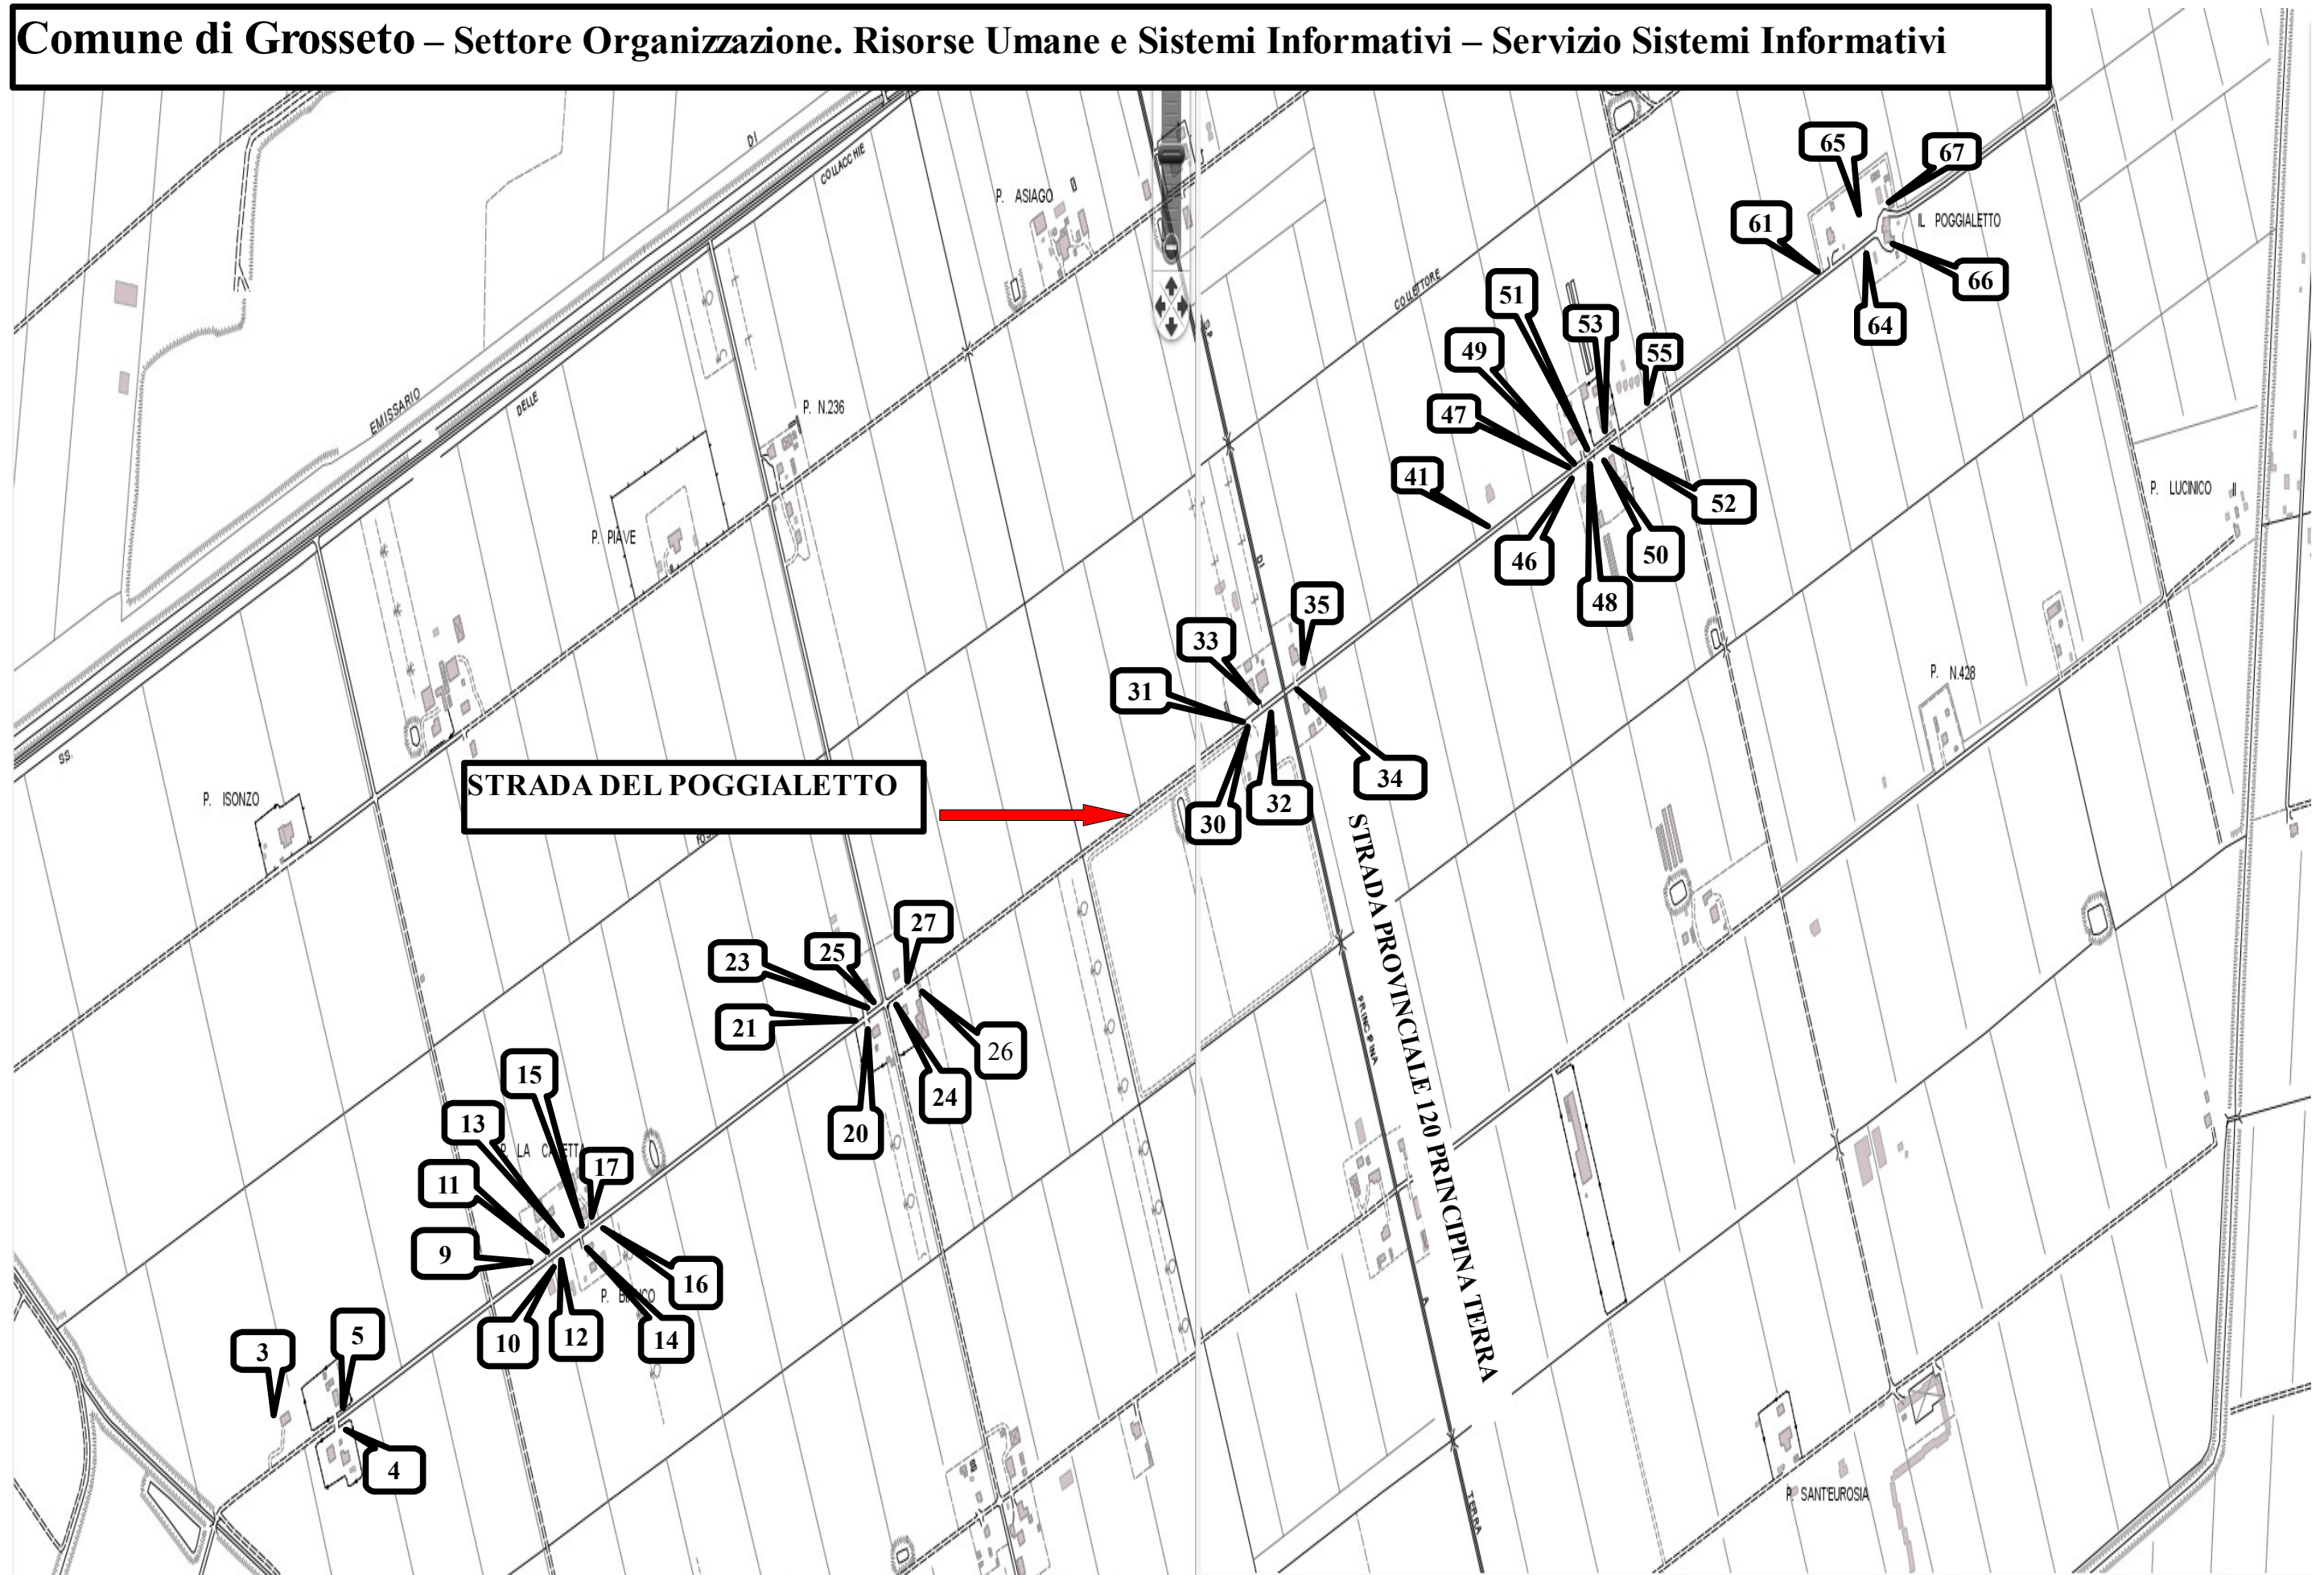 Comune di Grosseto – Settore Organizzazione. Risorse Umane e Sistemi Informativi – Servizio Sistemi Informativi
DI
COLLACCHIE
65
67
P. ASIAGO
61
IL POGGIALETTO
66
COLLETTORE
51
53
64
49
55
EMISSARIO
DELLE
P. N.236
47
41
P. LUCINICO II
52
P. PIAVE
46
50
DI
48
35
33
P. N.428
31
SS.
34
STRADA DEL POGGIALETTO
P. ISONZO
32
30
STRADA PROVINCIALE 120 PRINCIPINA TERRA
27
25
23
21
PRINCIPINA
26
15
24
13
20
P. LA
17
11
9
16
P.
A
5
10
12
14
3
4
P. SANT'EUROSIA
TERRA